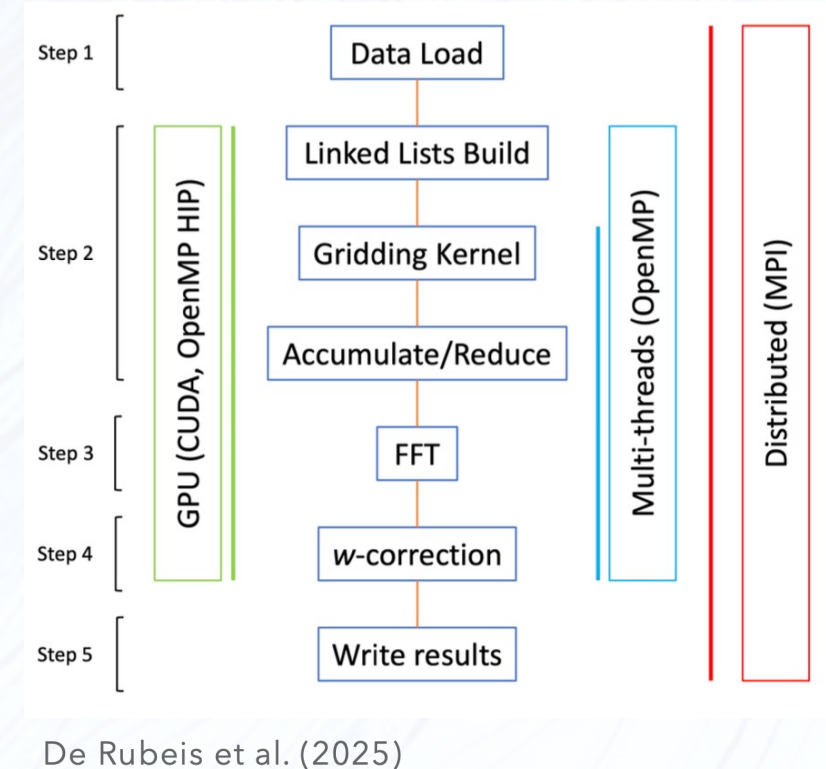 Step 1
Data Load
Linked Lists Build
Step 2
Gridding Kernel
Accumulate/Reduce
Step 3
FFT
Step 4
w-correction
Step 5
Write results
GPU (CUDA, OpenMP HIP)
Multi-threads (OpenMP)
Distributed (MPI)
De Rubeis et al. (2025)